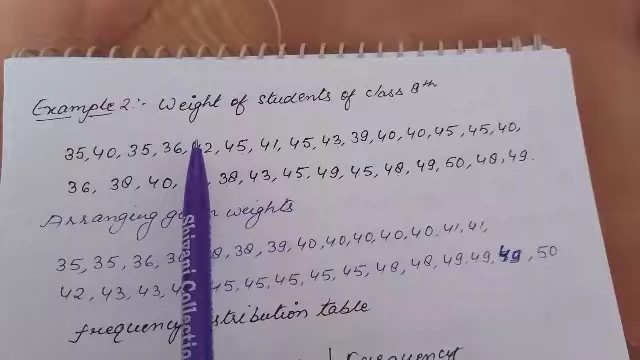 Example 2:- Weight of students of class 8th
35, 40, 35, 36, 42, 45, 41, 45, 43, 39, 40, 40, 45, 45, 40,
36, 38, 40, 38, 43, 45, 49, 45, 48, 49, 50, 48, 49.
Arranging weights
35, 35, 36, 38, 39, 40, 40, 40, 40, 40, 41, 41,
42, 43, 43, 45, 45, 45, 45, 45, 48, 48, 49, 49, 49, 50
frequency distribution table
frequency
Shivani Collection